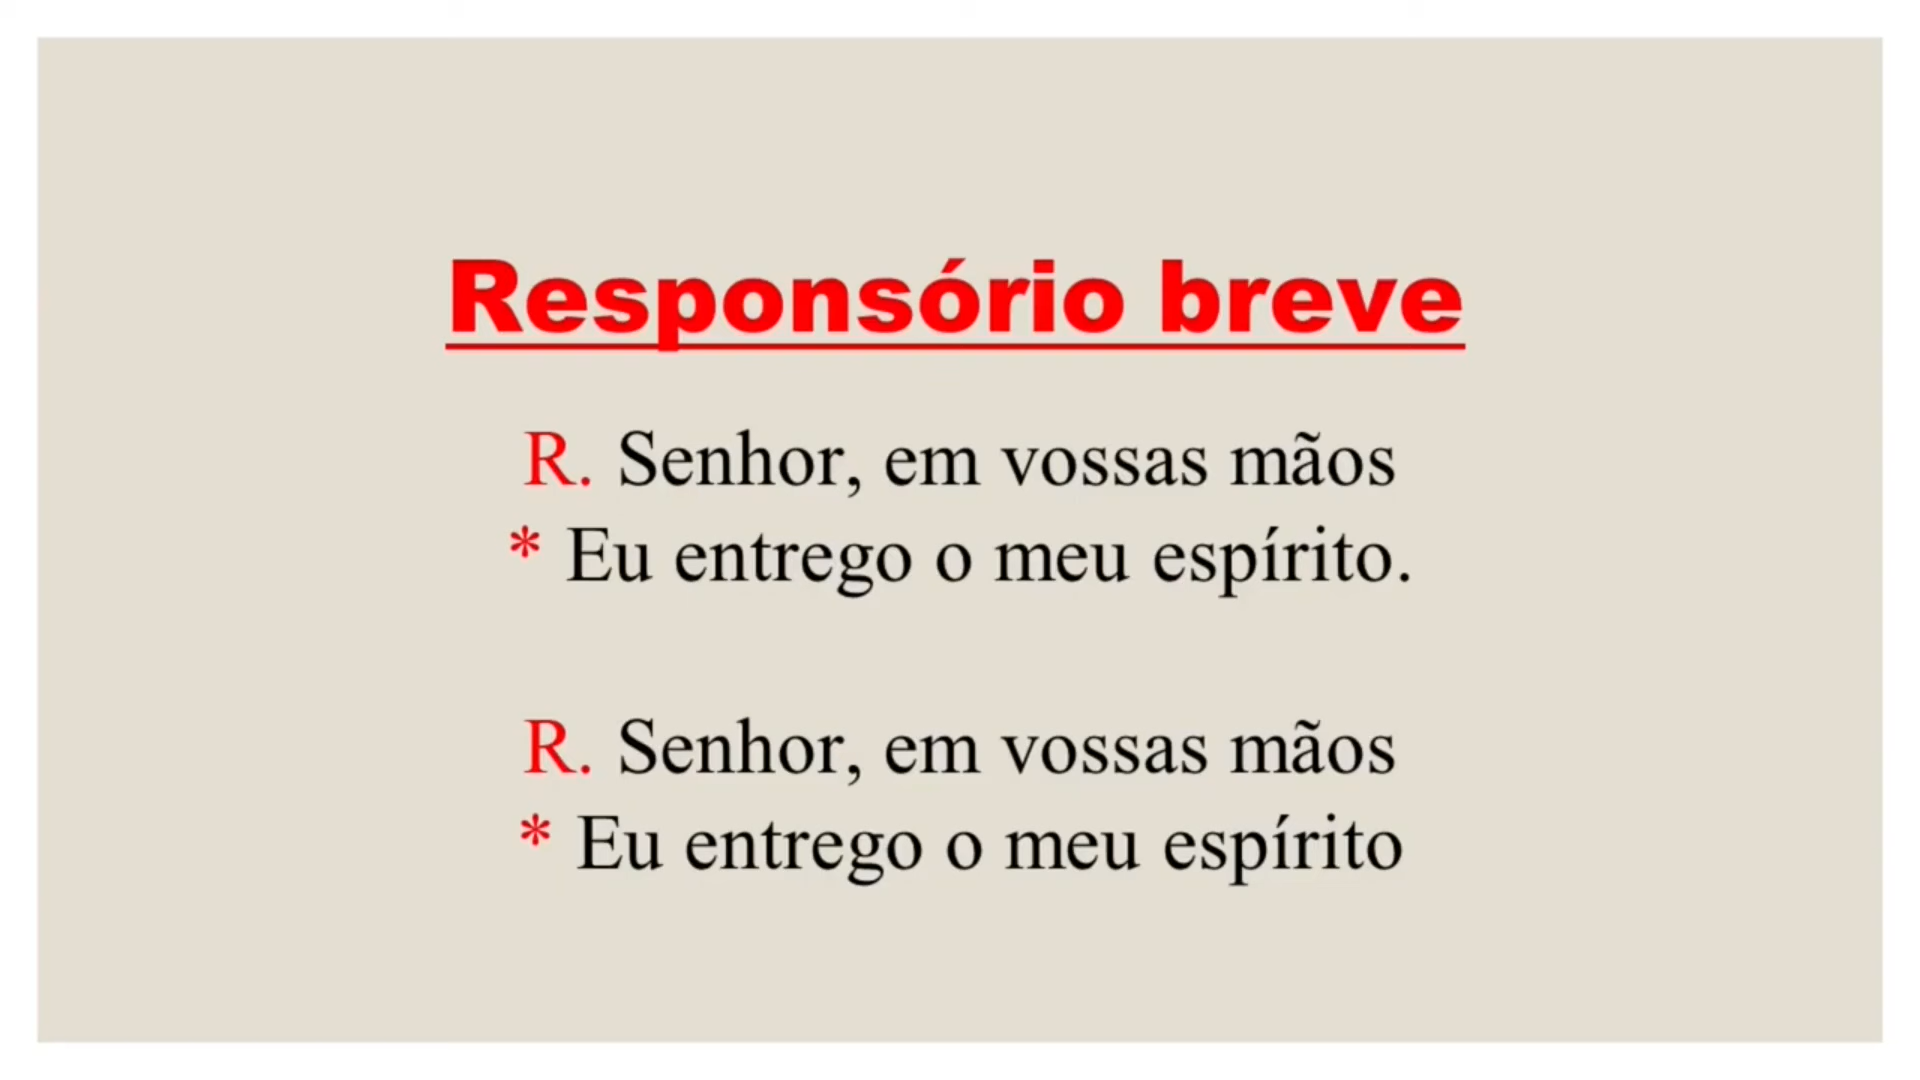 Responsório breve
R. Senhor, em vossas mãos
* Eu entrego o meu espírito.
R. Senhor, em vossas mãos
* Eu entrego o meu espírito